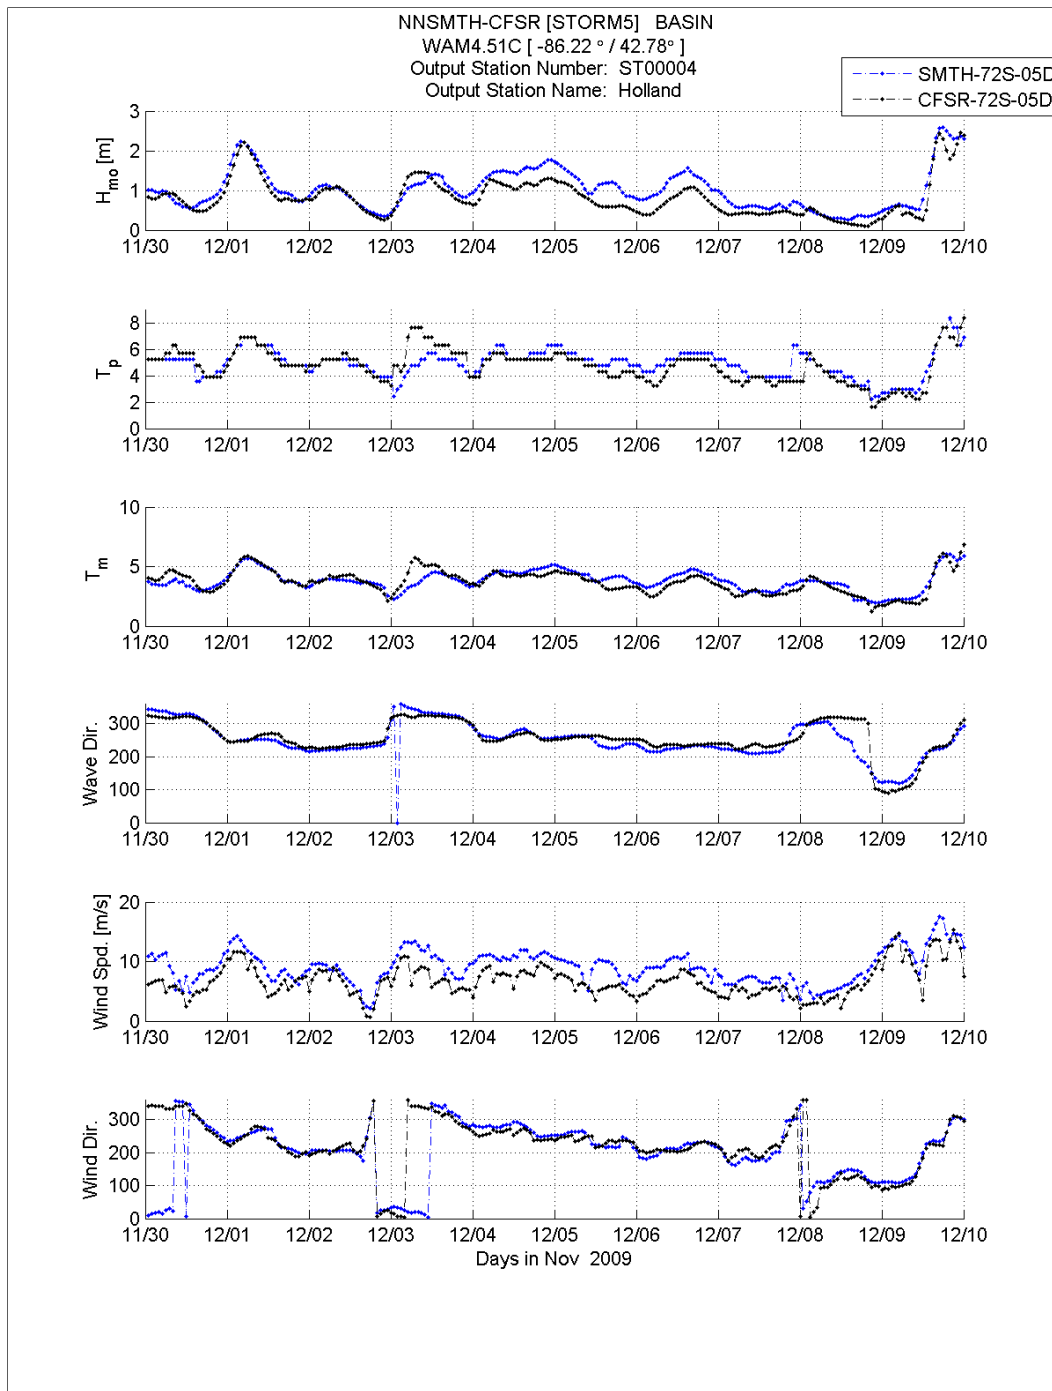 NNSMTH-CFSR [STORM5]   BASIN
WAM4.51C [ -86.22 ° / 42.78° ]
Output Station Number:  ST00004
Output Station Name:  Holland
SMTH-72S-05D
CFSR-72S-05D
Hmo [m]
3
2
1
0
11/30 12/01 12/02 12/03 12/04 12/05 12/06 12/07 12/08 12/09 12/10
Tp
8
6
4
2
0
11/30 12/01 12/02 12/03 12/04 12/05 12/06 12/07 12/08 12/09 12/10
Tm
10
5
0
11/30 12/01 12/02 12/03 12/04 12/05 12/06 12/07 12/08 12/09 12/10
Wave Dir.
300
200
100
0
11/30 12/01 12/02 12/03 12/04 12/05 12/06 12/07 12/08 12/09 12/10
Wind Spd. [m/s]
20
10
0
11/30 12/01 12/02 12/03 12/04 12/05 12/06 12/07 12/08 12/09 12/10
Wind Dir.
300
200
100
0
11/30 12/01 12/02 12/03 12/04 12/05 12/06 12/07 12/08 12/09 12/10
Days in Nov  2009